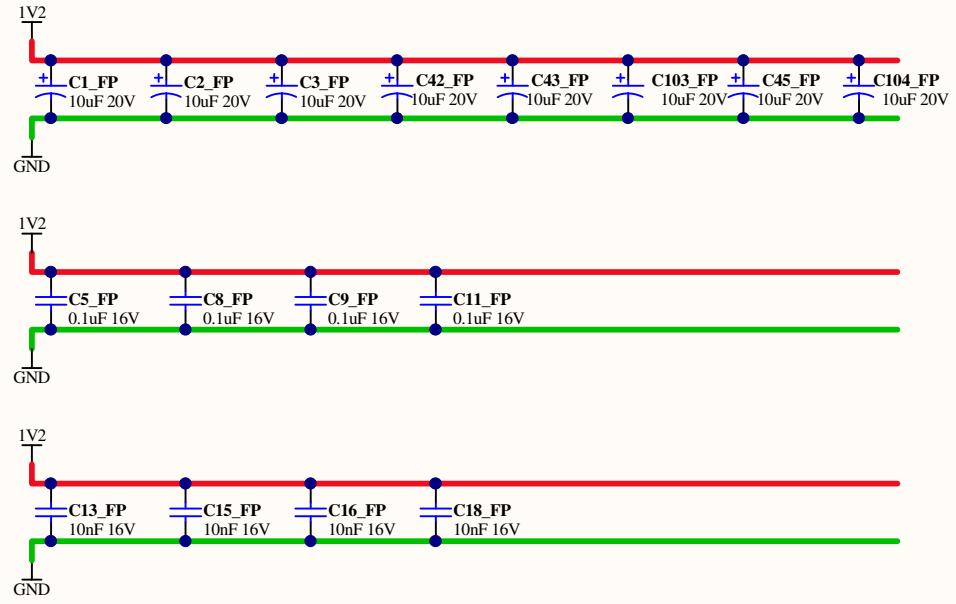 1V2
+ C1_FP + C2_FP + C3_FP + C42_FP + C43_FP + C103_FP + C45_FP + C104_FP
10uF 20V 10uF 20V 10uF 20V 10uF 20V 10uF 20V 10uF 20V 10uF 20V 10uF 20V
GND
1V2
C5_FP C8_FP C9_FP C11_FP
0.1uF 16V 0.1uF 16V 0.1uF 16V 0.1uF 16V
GND
1V2
C13_FP C15_FP C16_FP C18_FP
10nF 16V 10nF 16V 10nF 16V 10nF 16V
GND